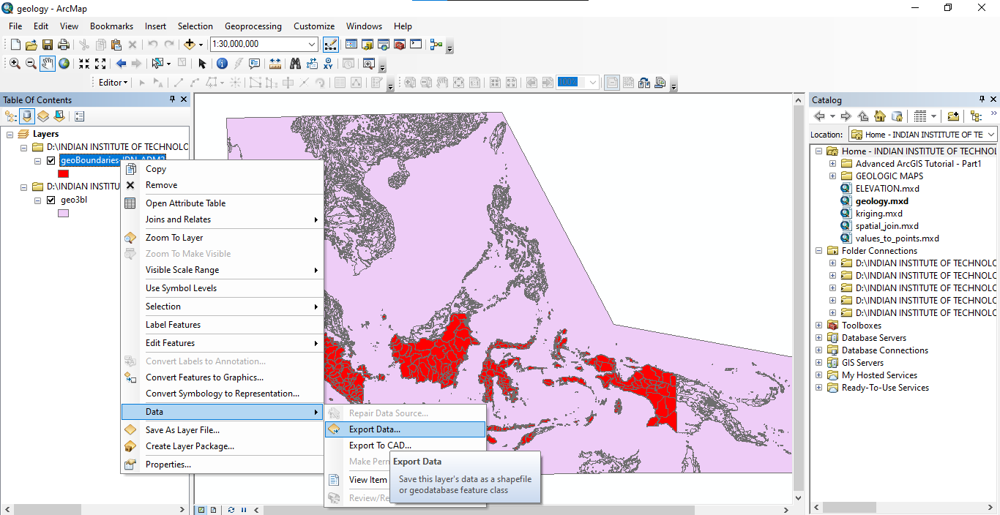 geology - ArcMap
File Edit View Bookmarks Insert Selection Geoprocessing Customize Windows Help
1:30,000,000
Editor
100%
Table Of Contents
Layers
D:\INDIAN INSTITUTE OF TECHNOLC
geoBoundaries-IDN-ADM2
D:\INDIAN INSTITU
geo3bl
Copy
Remove
Open Attribute Table
Joins and Relates
Zoom To Layer
Zoom To Make Visible
Visible Scale Range
Use Symbol Levels
Selection
Label Features
Edit Features
Convert Labels to Annotation...
Convert Features to Graphics...
Convert Symbology to Representation...
Data
Save As Layer File...
Create Layer Package...
Properties...
Repair Data Source...
Export Data...
Export To CAD...
Make Perm
View Item
Review/Re
Export Data
Save this layer's data as a shapefile
or geodatabase feature class
Catalog
Location: Home - INDIAN INSTITUTE OF TE
Home - INDIAN INSTITUTE OF TECHNOL
Advanced ArcGIS Tutorial - Part1
GEOLOGIC MAPS
ELEVATION.mxd
geology.mxd
kriging.mxd
spatial_join.mxd
values_to_points.mxd
Folder Connections
D:\INDIAN INSTITUTE OF TECHNOLC
D:\INDIAN INSTITUTE OF TECHNOLC
D:\INDIAN INSTITUTE OF TECHNOLC
D:\INDIAN INSTITUTE OF TECHNOLC
D:\INDIAN INSTITUTE OF TECHNOLC
Toolboxes
Database Servers
Database Connections
GIS Servers
My Hosted Services
Ready-To-Use Services